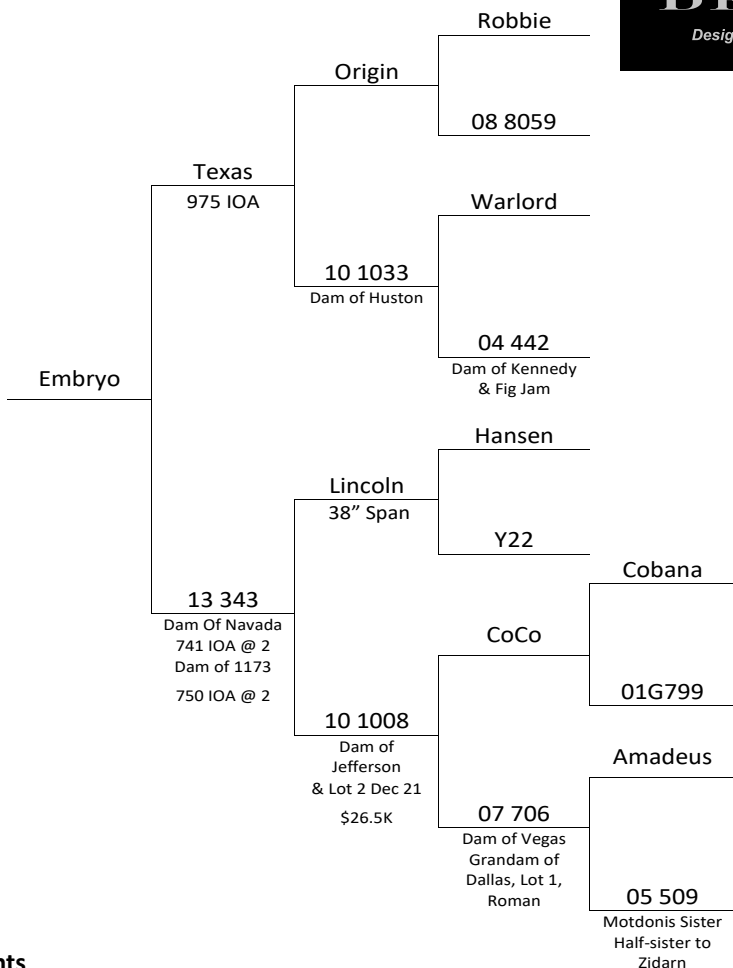 Robbie
Desig
Origin
08 8059
Texas
975 IOA
Warlord
10 1033
Dam of Huston
04 442
Dam of Kennedy
& Fig Jam
Embryo
Hansen
Lincoln
38” Span
Y22
Cobana
13 343
Dam Of Navada
741 IOA @ 2
Dam of 1173
750 IOA @ 2
CoCo
01G799
10 1008
Dam of
Jefferson
& Lot 2 Dec 21
$26.5K
Amadeus
07 706
Dam of Vegas
Grandam of
Dallas, Lot 1,
Roman
05 509
Motdonis Sister
Half-sister to
Zidarn
nts